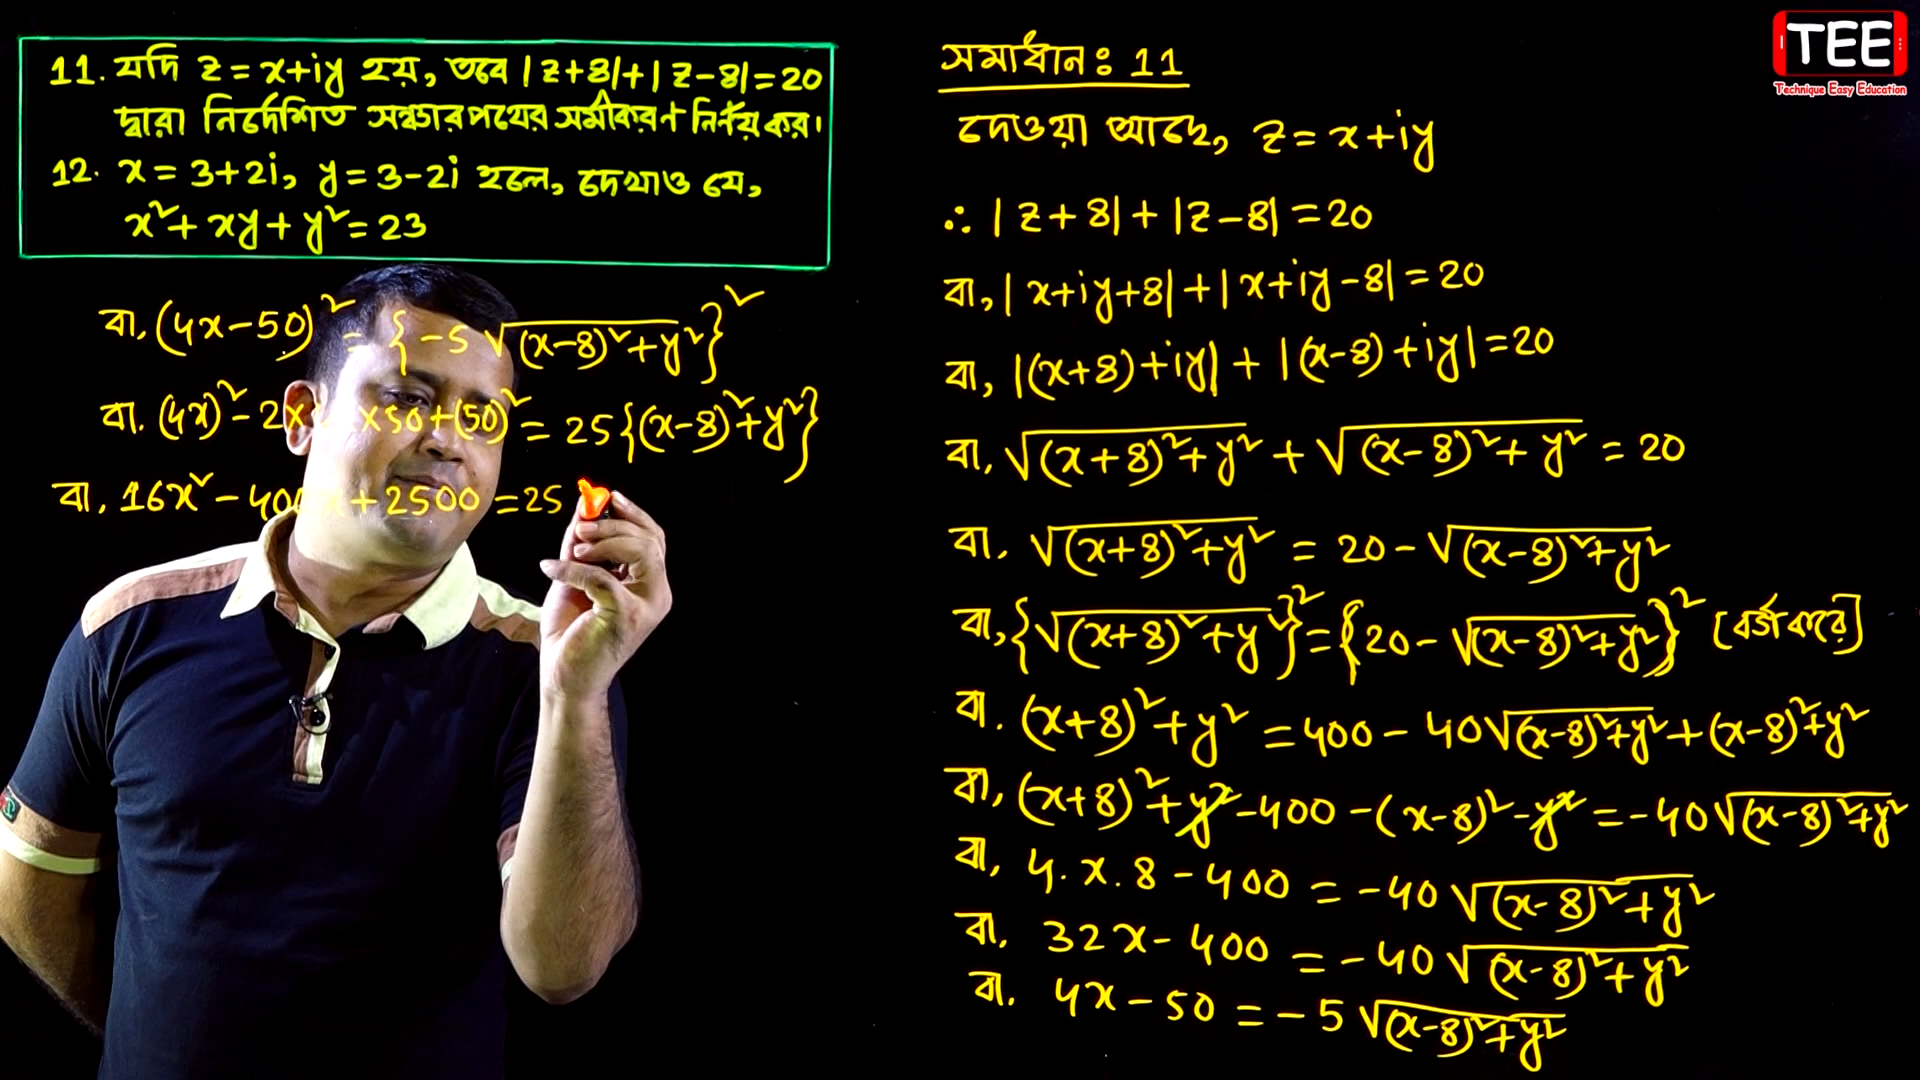 11. যদি z = x+iy হয়, তবে |z+8|+|z-8|=20
দ্বারা নির্দেশিত সঞ্চার পথের সমীকরণ নির্ণয় কর।
12. x = 3+2i, y = 3-2i হলে, দেখাও যে,
x²+ xy + y² = 23
বা, (4x-50)² = {-5√(x-8)²+y²}²
বা. (4x)² - 2× ×50+(50)² = 25{(x-8)²+y²}
বা, 16x² - 400x + 2500 = 25
সমাধান: 11
দেওয়া আছে, z = x+iy
∴ |z+8|+|z-8| = 20
বা, |x+iy+8|+|x+iy-8| = 20
বা, |(x+8)+iy| + |(x-8)+iy| = 20
বা, √(x+8)²+y² + √(x-8)²+y² = 20
বা. √(x+8)²+y² = 20 - √(x-8)²+y²
বা, {√(x+8)²+y²}² = {20 - √(x-8)²+y²}² [বর্গ করে]
বা. (x+8)²+y² = 400 - 40√(x-8)²+y² + (x-8)²+y²
বা, (x+8)²+y² - 400 - (x-8)² - y² = -40√(x-8)²+y²
বা, 4. x. 8 - 400 = -40√(x-8)²+y²
বা. 32x - 400 = -40√(x-8)²+y²
বা. 4x - 50 = -5√(x-8)²+y²
TEE
Technique Easy Education